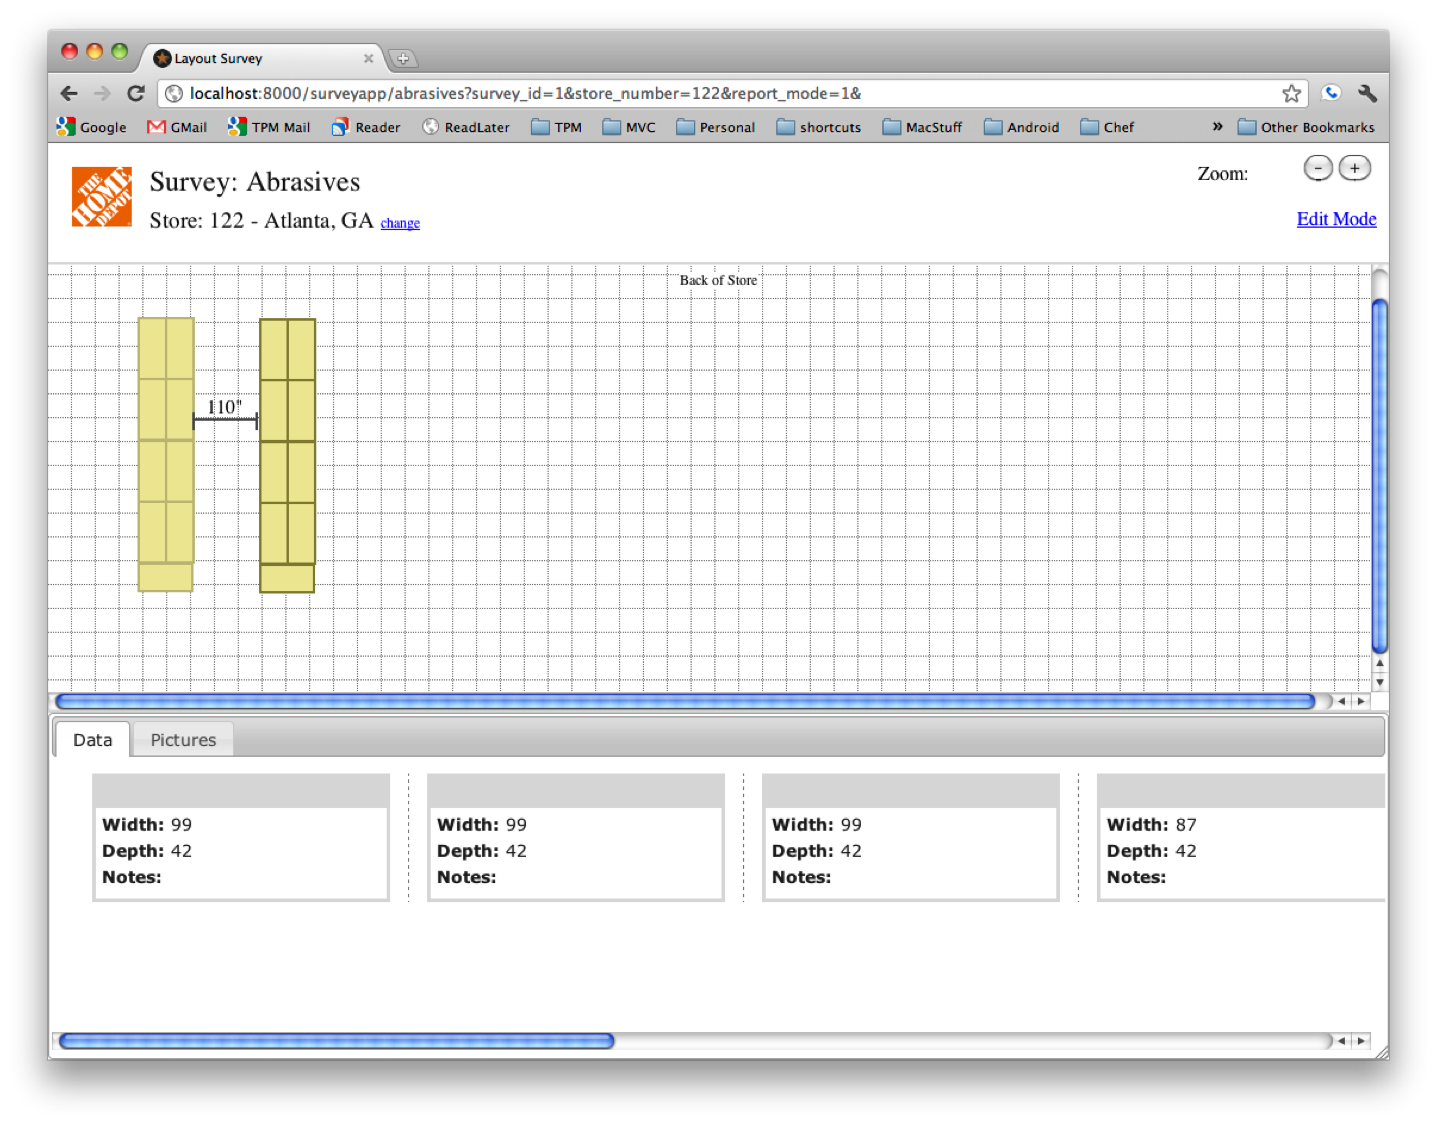 Layout Survey
localhost:8000/surveyapp/abrasives?survey_id=1&store_number=122&report_mode=1&
Google GMail TPM Mail Reader ReadLater TPM MVC Personal shortcuts MacStuff Android Chef » Other Bookmarks
THE HOME DEPOT
Survey: Abrasives
Zoom: - +
Store: 122 - Atlanta, GA change
Edit Mode
Back of Store
110"
Data Pictures
Width: 99
Depth: 42
Notes:
Width: 99
Depth: 42
Notes:
Width: 99
Depth: 42
Notes:
Width: 87
Depth: 42
Notes: